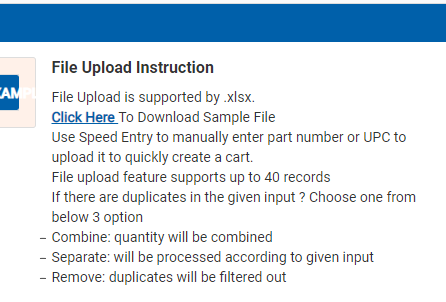 File Upload Instruction
File Upload is supported by .xlsx.
Click Here To Download Sample File
Use Speed Entry to manually enter part number or UPC to
upload it to quickly create a cart.
File upload feature supports up to 40 records
If there are duplicates in the given input ? Choose one from
below 3 option
– Combine: quantity will be combined
– Separate: will be processed according to given input
– Remove: duplicates will be filtered out